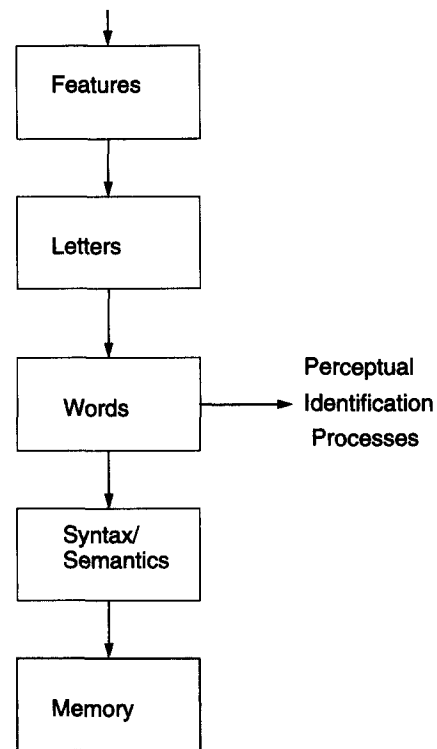 Features
Letters
Words
Perceptual
Identification
Processes
Syntax/
Semantics
Memory